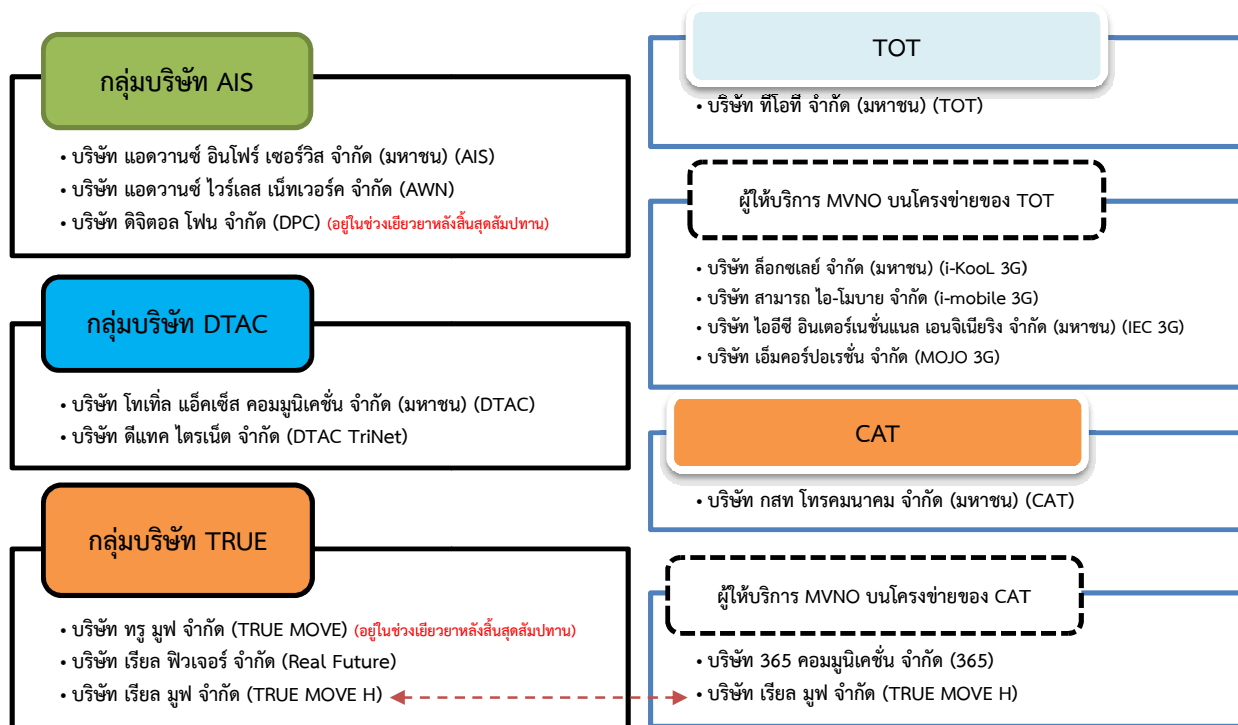 กลุ่มบริษัท AIS
• บริษัท แอดวานซ์ อินโฟร์ เซอร์วิส จำกัด (มหาชน) (AIS)
• บริษัท แอดวานซ์ ไวร์เลส เน็ทเวอร์ค จำกัด (AWN)
• บริษัท ดิจิตอล โฟน จำกัด (DPC) (อยู่ในช่วงเยียวยาหลังสิ้นสุดสัมปทาน)
กลุ่มบริษัท DTAC
• บริษัท โทเทิ่ล แอ็คเซ็ส คอมมูนิเคชั่น จำกัด (มหาชน) (DTAC)
• บริษัท ดีแทค ไตรเน็ต จำกัด (DTAC TriNet)
กลุ่มบริษัท TRUE
• บริษัท ทรู มูฟ จำกัด (TRUE MOVE) (อยู่ในช่วงเยียวยาหลังสิ้นสุดสัมปทาน)
• บริษัท เรียล ฟิวเจอร์ จำกัด (Real Future)
• บริษัท เรียล มูฟ จำกัด (TRUE MOVE H)
TOT
• บริษัท ทีโอที จำกัด (มหาชน) (TOT)
ผู้ให้บริการ MVNO บนโครงข่ายของ TOT
• บริษัท ล็อกซเลย์ จำกัด (มหาชน) (i-KooL 3G)
• บริษัท สามารถ ไอ-โมบาย จำกัด (i-mobile 3G)
• บริษัท ไออีซี อินเตอร์เนชั่นแนล เอนจิเนียริง จำกัด (มหาชน) (IEC 3G)
• บริษัท เอ็มคอร์ปอเรชั่น จำกัด (MOJO 3G)
CAT
• บริษัท กสท โทรคมนาคม จำกัด (มหาชน) (CAT)
ผู้ให้บริการ MVNO บนโครงข่ายของ CAT
• บริษัท 365 คอมมูนิเคชั่น จำกัด (365)
• บริษัท เรียล มูฟ จำกัด (TRUE MOVE H)